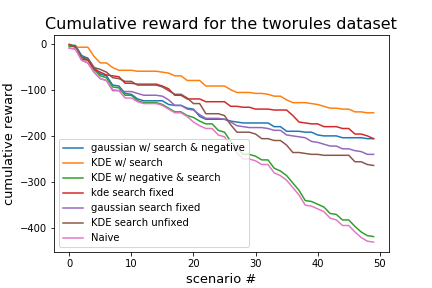 Cumulative reward for the tworules dataset
cumulative reward
0
−100
−200
−300
−400
gaussian w/ search & negative
KDE w/ search
KDE w/ negative & search
kde search fixed
gaussian search fixed
KDE search unfixed
Naive
0 10 20 30 40 50
scenario #